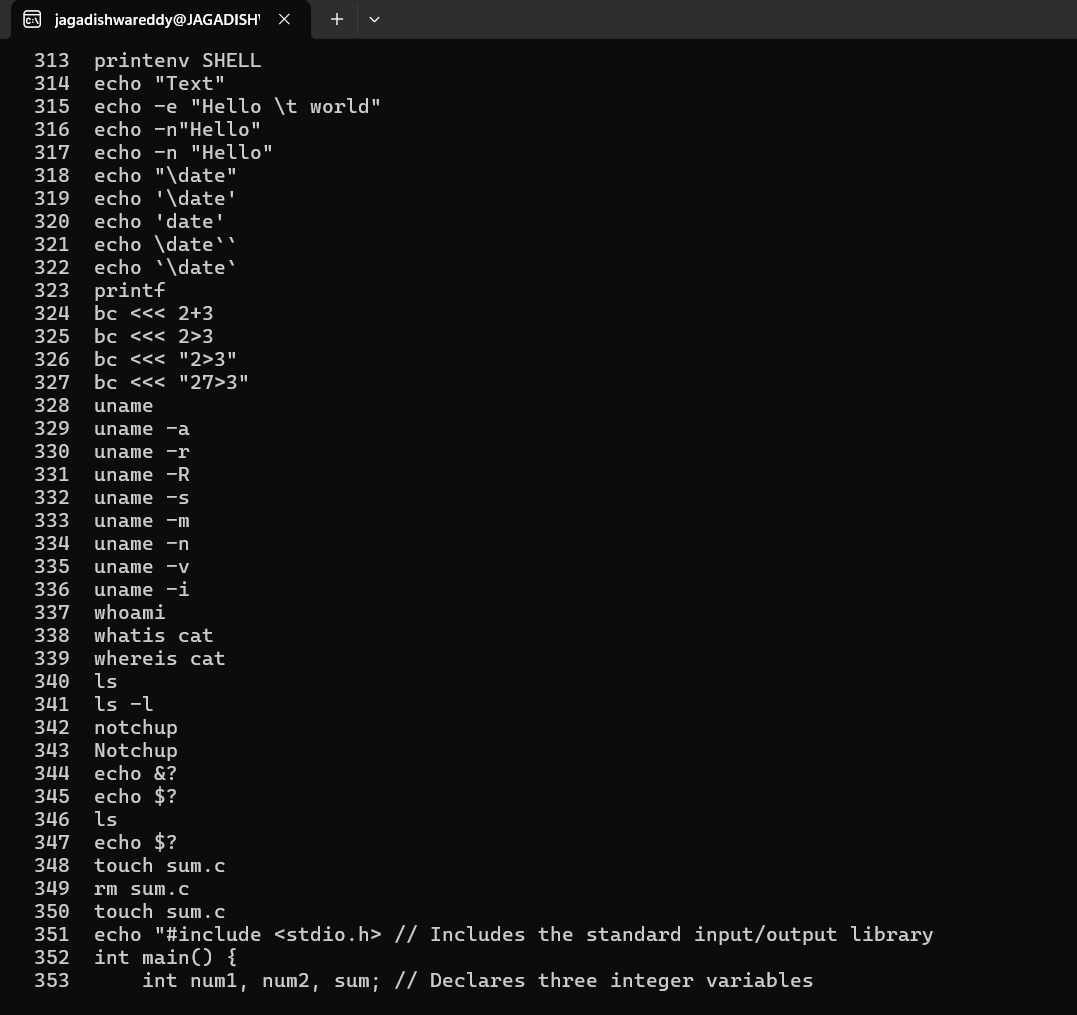 jagadishwareddy@JAGADISH
313 printenv SHELL
314 echo "Text"
315 echo -e "Hello \t world"
316 echo -n"Hello"
317 echo -n "Hello"
318 echo "\date"
319 echo '\date'
320 echo 'date'
321 echo \date``
322 echo `\date`
323 printf
324 bc <<< 2+3
325 bc <<< 2>3
326 bc <<< "2>3"
327 bc <<< "27>3"
328 uname
329 uname -a
330 uname -r
331 uname -R
332 uname -s
333 uname -m
334 uname -n
335 uname -v
336 uname -i
337 whoami
338 whatis cat
339 whereis cat
340 ls
341 ls -l
342 notchup
343 Notchup
344 echo &?
345 echo $?
346 ls
347 echo $?
348 touch sum.c
349 rm sum.c
350 touch sum.c
351 echo "#include <stdio.h> // Includes the standard input/output library
352 int main() {
353     int num1, num2, sum; // Declares three integer variables